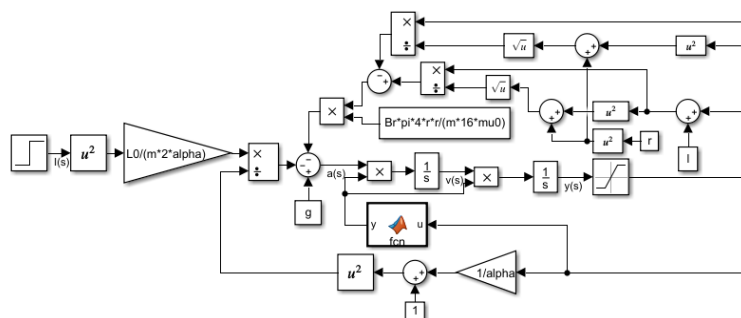 ×
÷
√u
+
+
u²
−
+
×
÷
√u
+
+
u²
+
+
×
Br*pi*4*r*r/(m*16*mu0)
u²
r
l
I(s)
u²
L0/(m*2*alpha)
×
÷
−
−
+
a(s)
×
1
s
v(s)
×
1
s
y(s)
g
y
u
fcn
u²
+
+
1/alpha
1